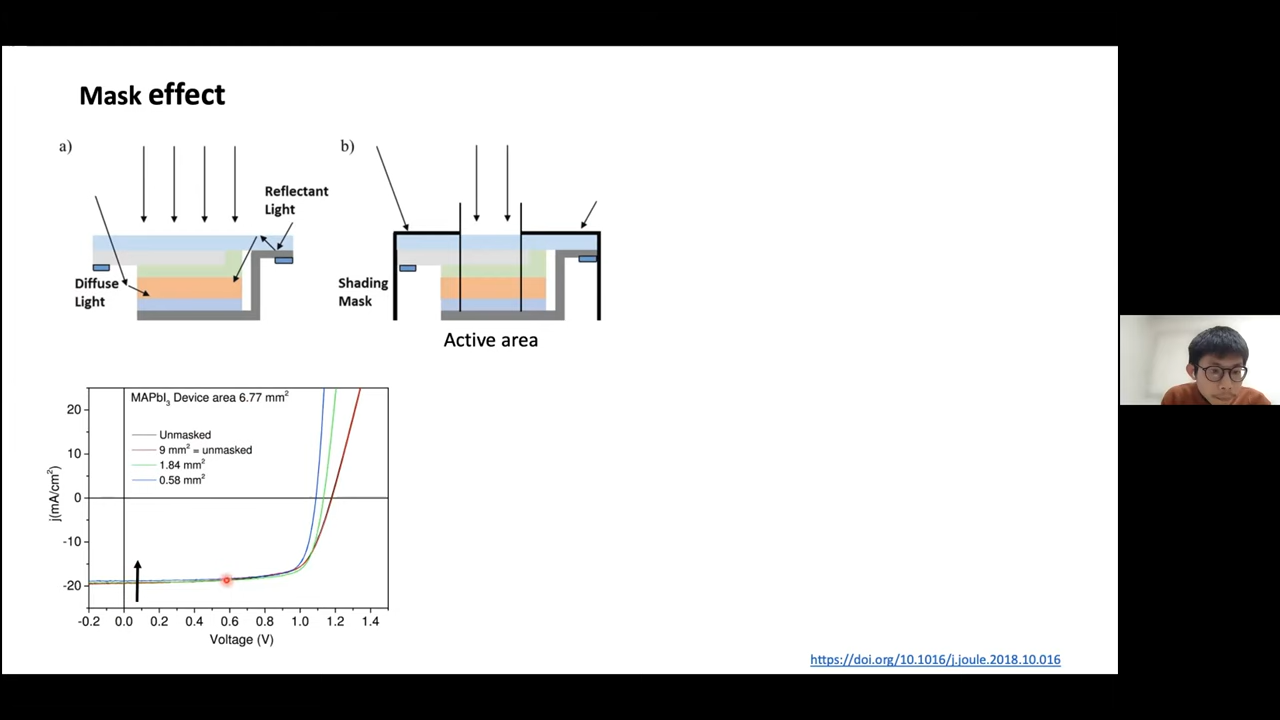 Mask effect
a)
b)
Reflectant
Light
Diffuse
Light
Shading
Mask
Active area
MAPbI3 Device area 6.77 mm2
Unmasked
9 mm2 = unmasked
1.84 mm2
0.58 mm2
20
10
0
-10
-20
j(mA/cm2)
-0.2 0.0 0.2 0.4 0.6 0.8 1.0 1.2 1.4
Voltage (V)
https://doi.org/10.1016/j.joule.2018.10.016